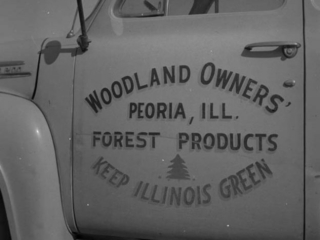 WOODLAND OWNERS'
PEORIA, ILL.
FOREST PRODUCTS
KEEP ILLINOIS GREEN